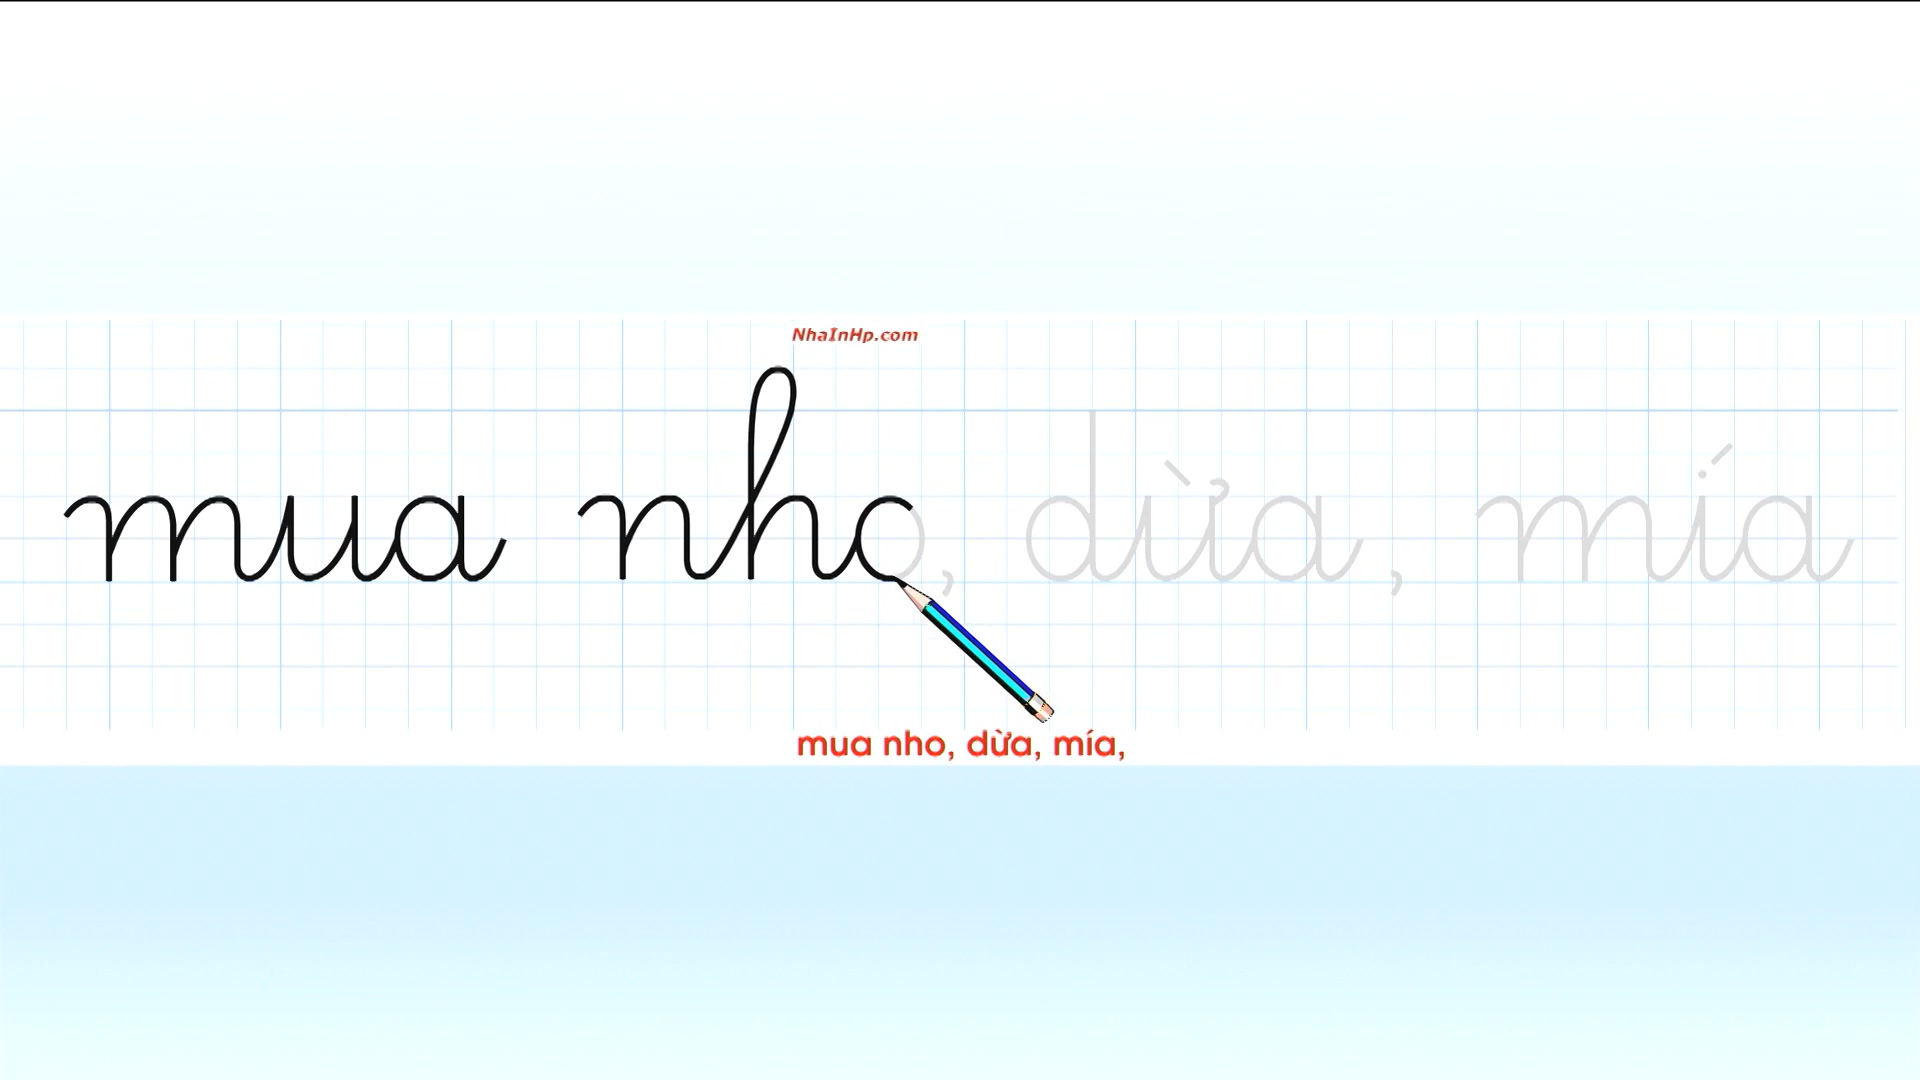 NhaInHp.com
mua nho, dừa, mía
mua nho, dừa, mía,